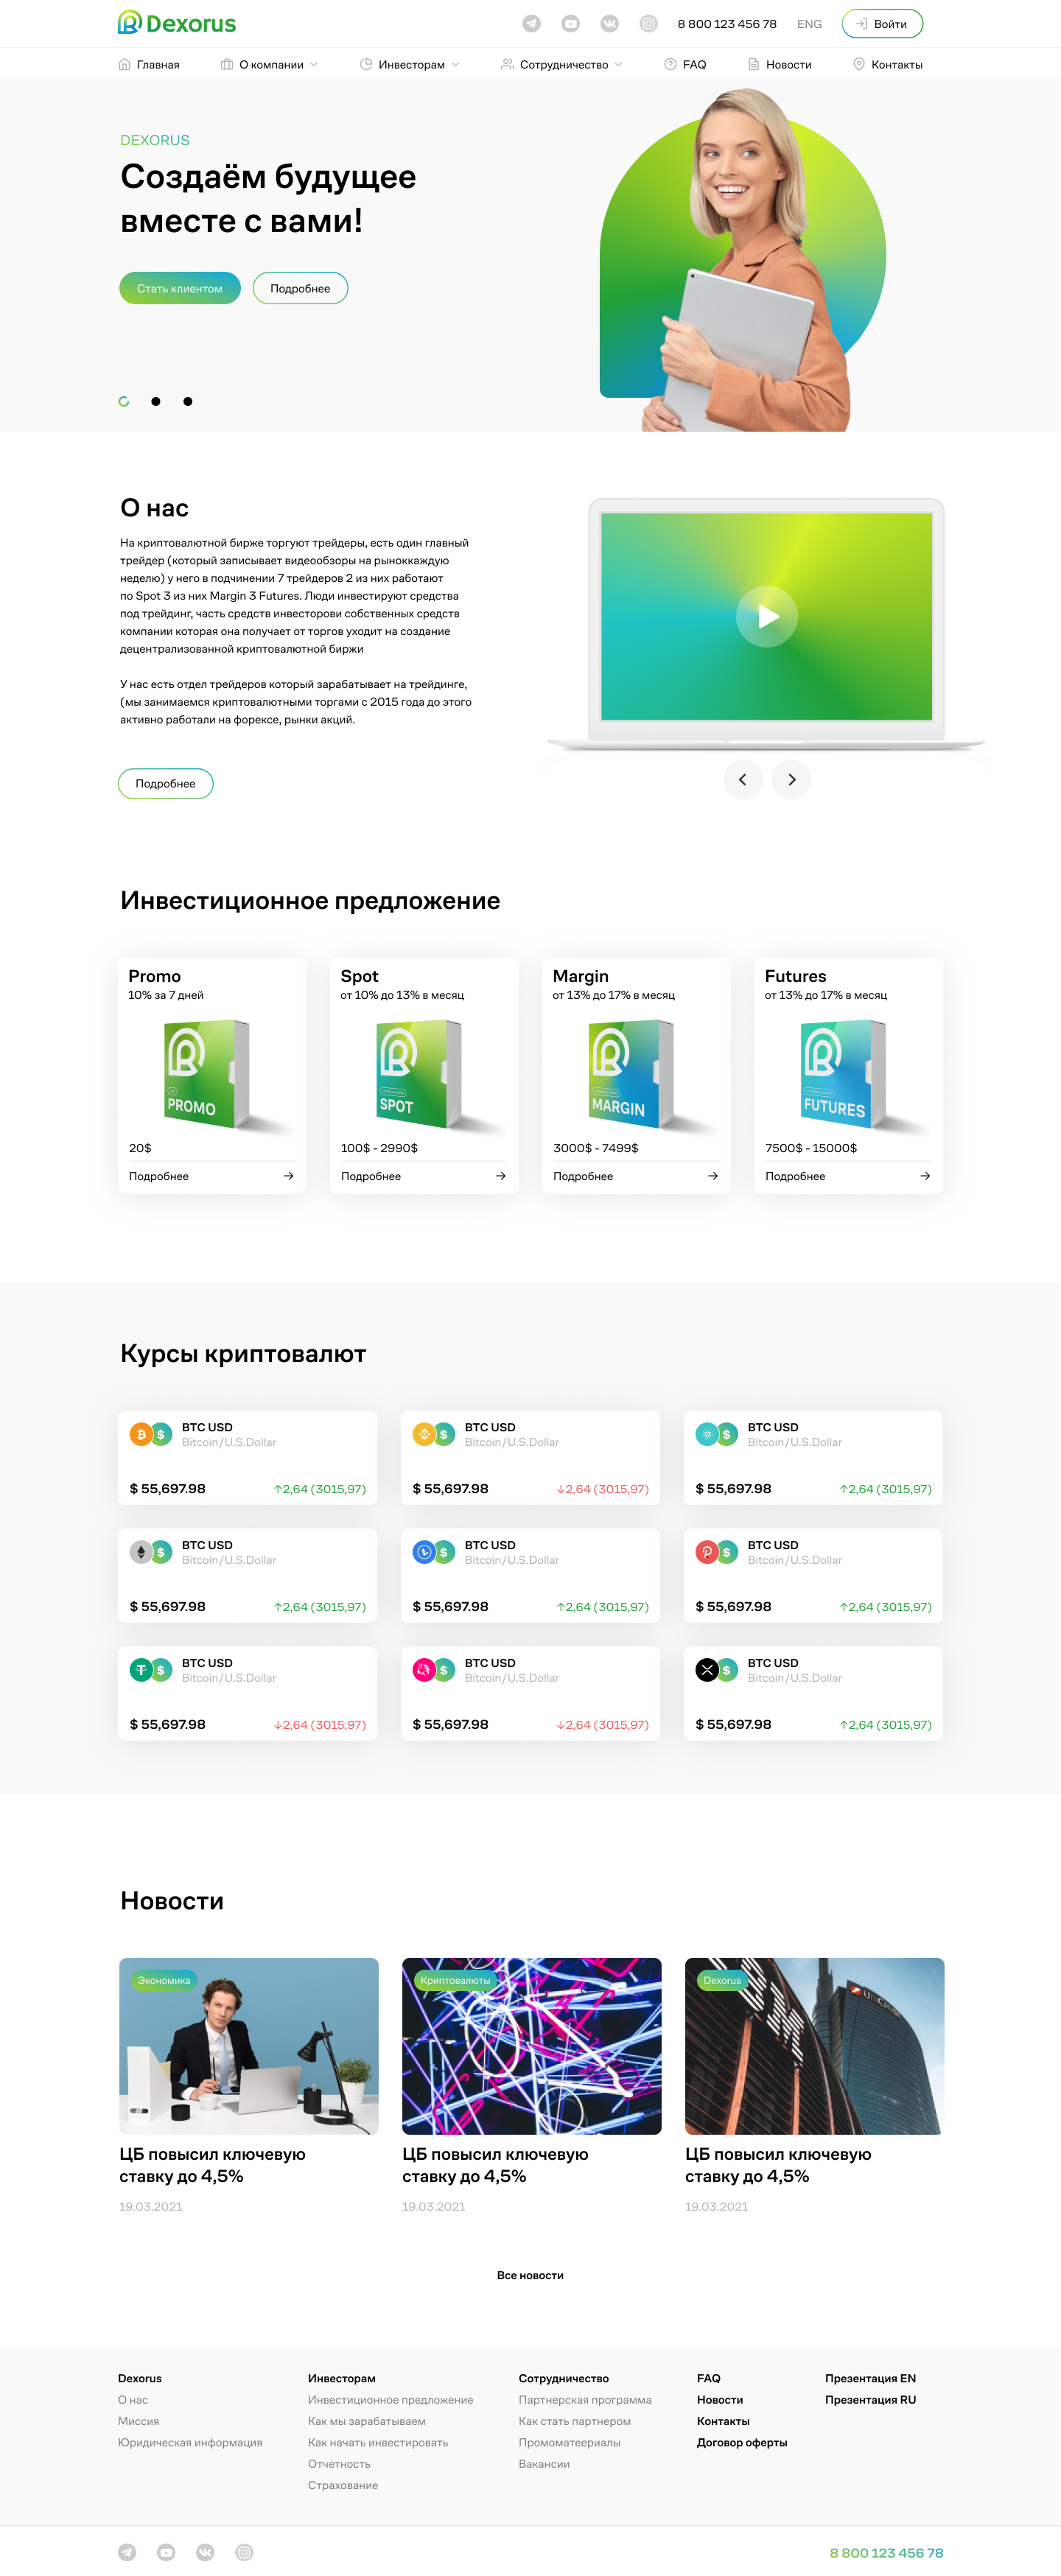 Dexorus
8 800 123 456 78
ENG
Войти
Главная
О компании
Инвесторам
Сотрудничество
FAQ
Новости
Контакты
DEXORUS
Создаём будущее
вместе с вами!
Стать клиентом
Подробнее
О нас
На криптовалютной бирже торгуют трейдеры, есть один главный
трейдер (который записывает видеообзоры на рыноккаждую
неделю) у него в подчинении 7 трейдеров 2 из них работают
по Spot 3 из них Margin 3 Futures. Люди инвестируют средства
под трейдинг, часть средств инвесторови собственных средств
компании которая она получает от торгов уходит на создание
децентрализованной криптовалютной биржи
У нас есть отдел трейдеров который зарабатывает на трейдинге,
(мы занимаемся криптовалютными торгами с 2015 года до этого
активно работали на форексе, рынки акций.
Подробнее
Инвестиционное предложение
Promo
10% за 7 дней
PROMO
20$
Подробнее →
Spot
от 10% до 13% в месяц
SPOT
100$ - 2990$
Подробнее →
Margin
от 13% до 17% в месяц
MARGIN
3000$ - 7499$
Подробнее →
Futures
от 13% до 17% в месяц
FUTURES
7500$ - 15000$
Подробнее →
Курсы криптовалют
BTC USD
Bitcoin/U.S.Dollar
$ 55,697.98 ↑2,64 (3015,97)
BTC USD
Bitcoin/U.S.Dollar
$ 55,697.98 ↓2,64 (3015,97)
BTC USD
Bitcoin/U.S.Dollar
$ 55,697.98 ↑2,64 (3015,97)
BTC USD
Bitcoin/U.S.Dollar
$ 55,697.98 ↑2,64 (3015,97)
BTC USD
Bitcoin/U.S.Dollar
$ 55,697.98 ↑2,64 (3015,97)
BTC USD
Bitcoin/U.S.Dollar
$ 55,697.98 ↑2,64 (3015,97)
BTC USD
Bitcoin/U.S.Dollar
$ 55,697.98 ↓2,64 (3015,97)
BTC USD
Bitcoin/U.S.Dollar
$ 55,697.98 ↓2,64 (3015,97)
BTC USD
Bitcoin/U.S.Dollar
$ 55,697.98 ↑2,64 (3015,97)
Новости
Экономика
ЦБ повысил ключевую
ставку до 4,5%
19.03.2021
Криптовалюты
ЦБ повысил ключевую
ставку до 4,5%
19.03.2021
Dexorus
ЦБ повысил ключевую
ставку до 4,5%
19.03.2021
Все новости
Dexorus
О нас
Миссия
Юридическая информация
Инвесторам
Инвестиционное предложение
Как мы зарабатываем
Как начать инвестировать
Отчетность
Страхование
Сотрудничество
Партнерская программа
Как стать партнером
Промоматеериалы
Вакансии
FAQ
Новости
Контакты
Договор оферты
Презентация EN
Презентация RU
8 800 123 456 78